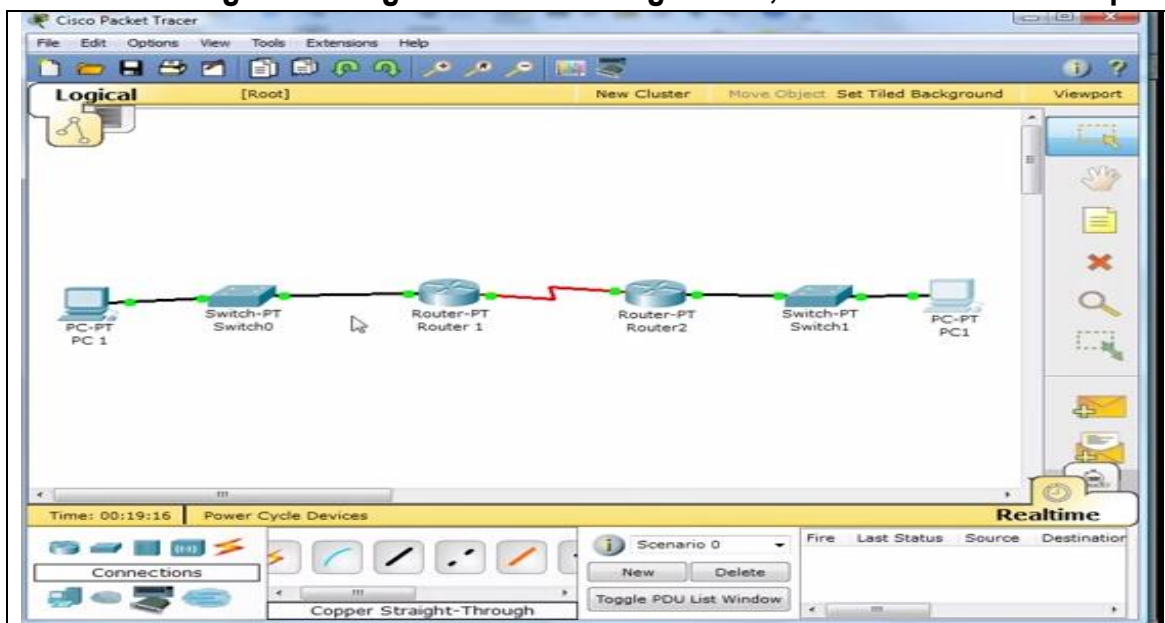 Cisco Packet Tracer
File Edit Options View Tools Extensions Help
Logical [Root] New Cluster Move Object Set Tiled Background Viewport
PC-PT
PC 1
Switch-PT
Switch0
Router-PT
Router 1
Router-PT
Router2
Switch-PT
Switch1
PC-PT
PC1
Time: 00:19:16 Power Cycle Devices Realtime
Connections
Copper Straight-Through
Scenario 0
New Delete
Toggle PDU List Window
Fire Last Status Source Destination